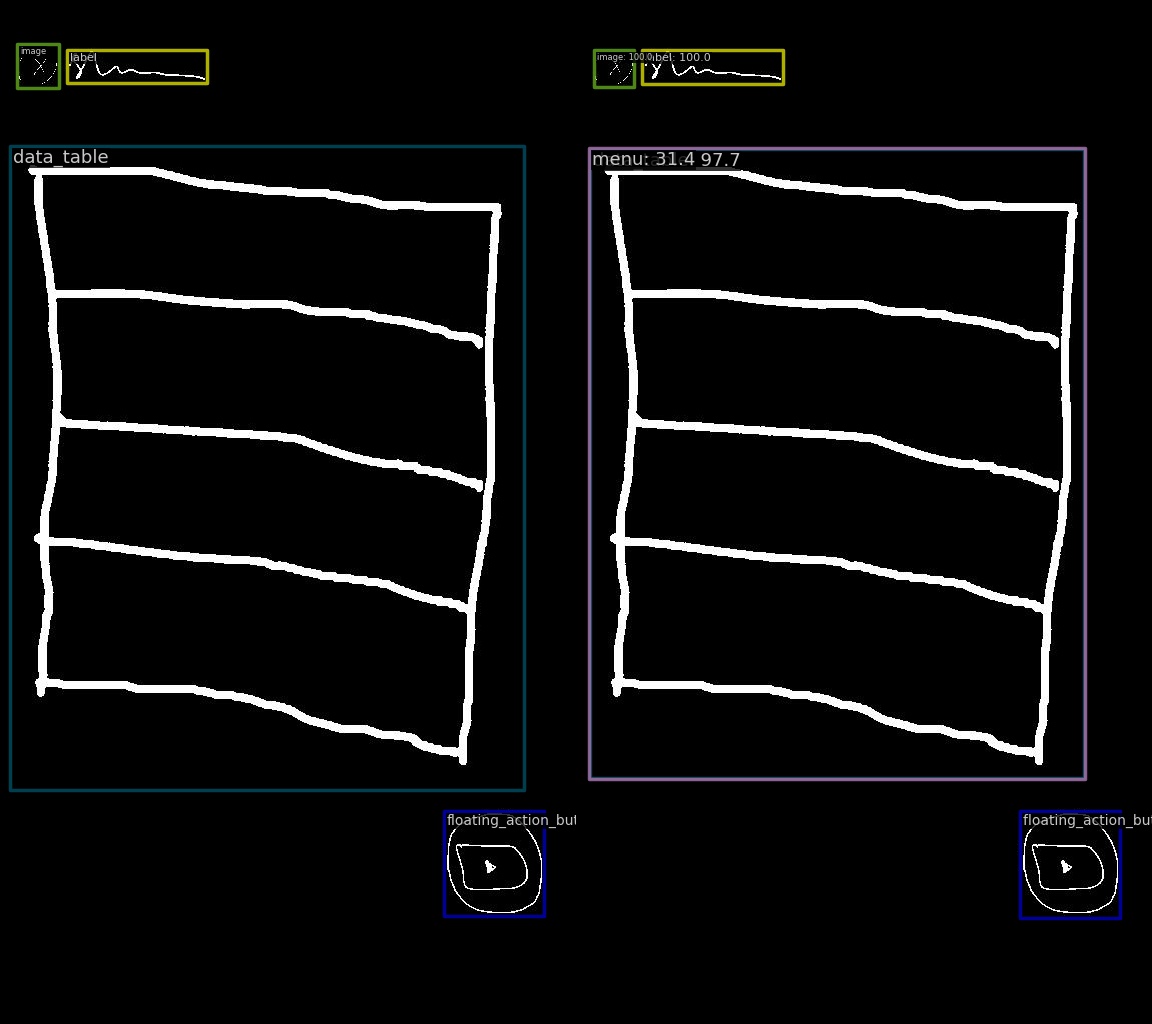 image
label
image: 100.0
bel: 100.0
data_table
menu: 31.4 97.7
floating_action_but
floating_action_but